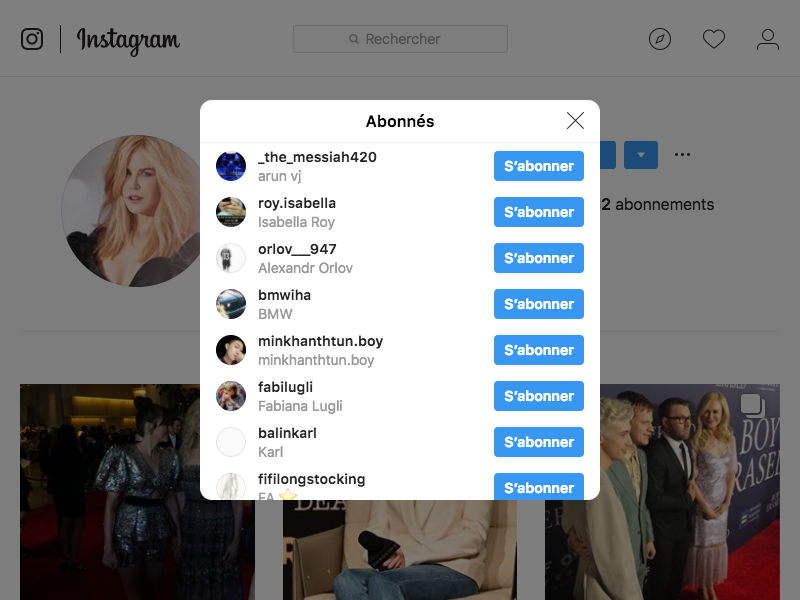 Instagram
Rechercher
Abonnés
_the_messiah420
arun vj
S'abonner
roy.isabella
Isabella Roy
S'abonner
orlov__947
Alexandr Orlov
S'abonner
bmwiha
BMW
S'abonner
minkhanthtun.boy
minkhanthtun.boy
S'abonner
fabilugli
Fabiana Lugli
S'abonner
balinkarl
Karl
S'abonner
fifilongstocking
FA ⭐
S'abonner
2 abonnements
BOY